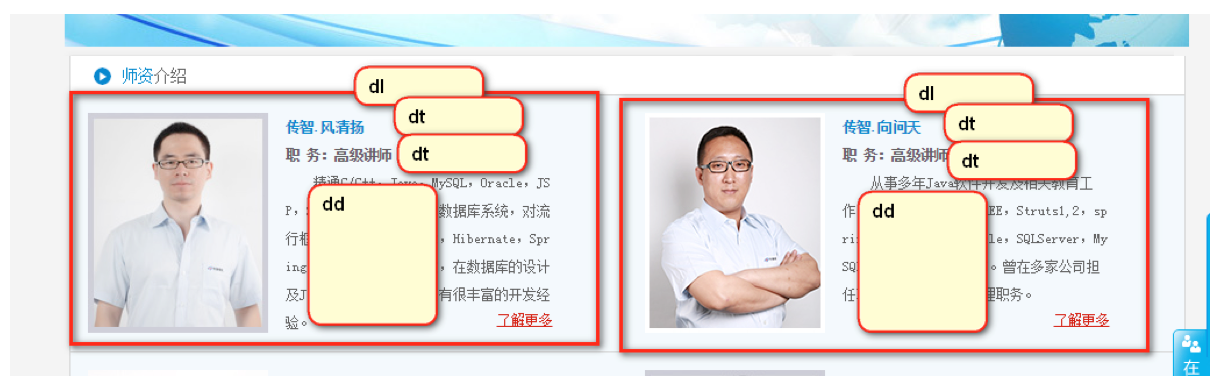 师资介绍
dl
dt
传智.风清扬
dt
职 务：高级讲师
精通C/C++，Java，MySQL，Oracle，JS
dd
P，
数据库系统，对流
，Hibernate，Spr
ing
，在数据库的设计
及J
有很丰富的开发经
验。
了解更多
dl
dt
传智.向问天
dt
职 务：高级讲师
从事多年Java软件开发及相关教育工
dd
作
EE，Struts1,2，sp
le，SQLServer，My
SQ
。曾在多家公司担
任
理职务。
了解更多
在